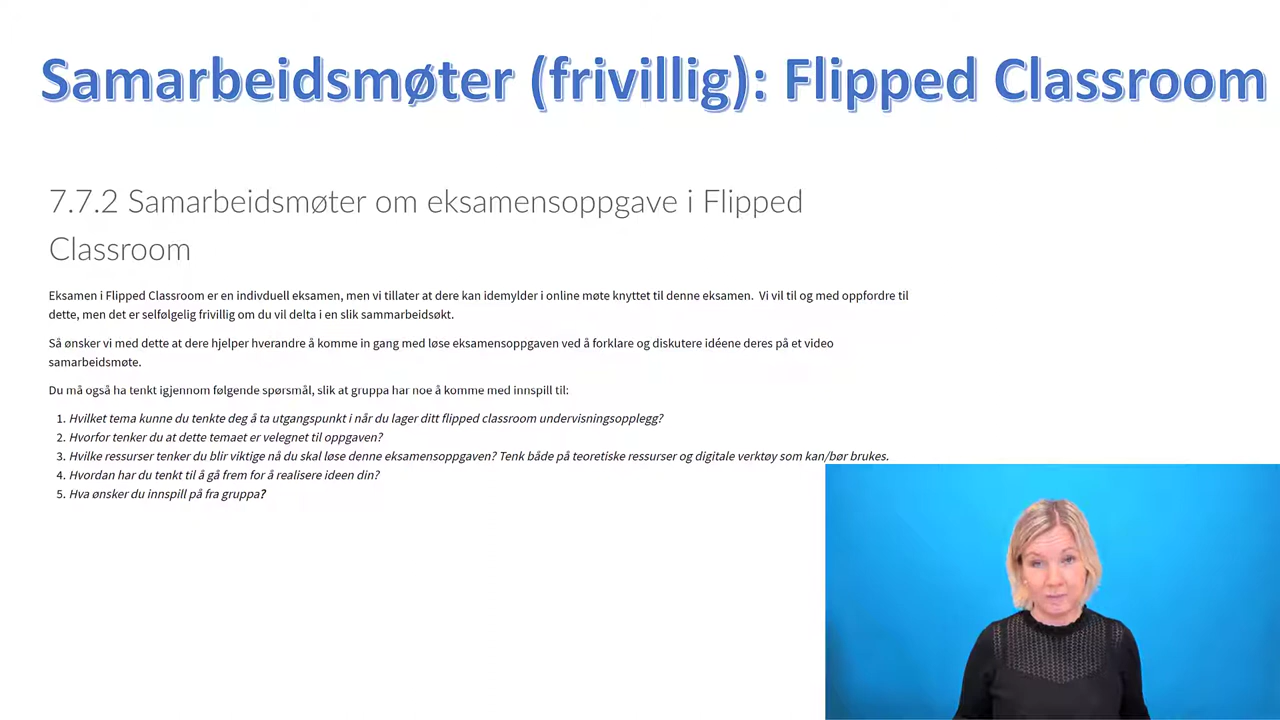 Samarbeidsmøter (frivillig): Flipped Classroom
7.7.2 Samarbeidsmøter om eksamensoppgave i Flipped
Classroom
Eksamen i Flipped Classroom er en indivduell eksamen, men vi tillater at dere kan idemylder i online møte knyttet til denne eksamen.  Vi vil til og med oppfordre til
dette, men det er selfølgelig frivillig om du vil delta i en slik sammarbeidsøkt.
Så ønsker vi med dette at dere hjelper hverandre å komme in gang med løse eksamensoppgaven ved å forklare og diskutere idéene deres på et video
samarbeidsmøte.
Du må også ha tenkt igjennom følgende spørsmål, slik at gruppa har noe å komme med innspill til:
1. Hvilket tema kunne du tenkte deg å ta utgangspunkt i når du lager ditt flipped classroom undervisningsopplegg?
2. Hvorfor tenker du at dette temaet er velegnet til oppgaven?
3. Hvilke ressurser tenker du blir viktige nå du skal løse denne eksamensoppgaven? Tenk både på teoretiske ressurser og digitale verktøy som kan/bør brukes.
4. Hvordan har du tenkt til å gå frem for å realisere ideen din?
5. Hva ønsker du innspill på fra gruppa?